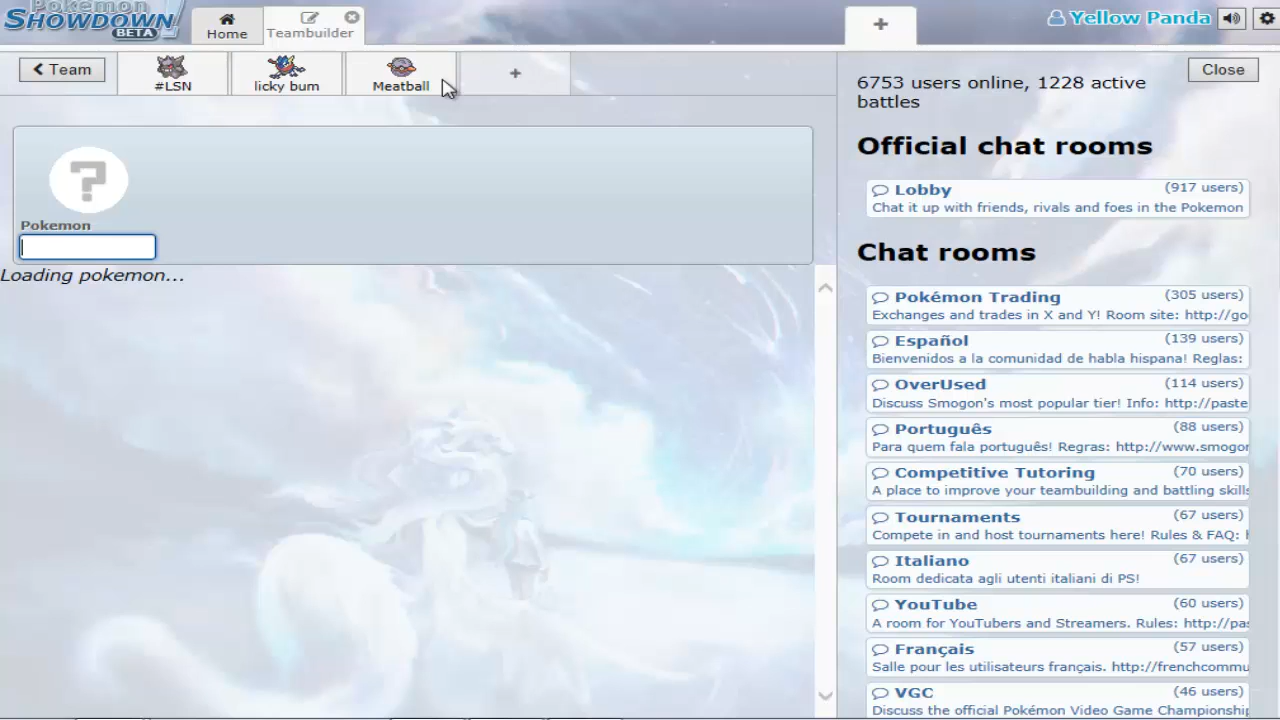 Pokémon
SHOWDOWN
BETA
Home
Teambuilder
+
Yellow Panda
< Team
#LSN
licky bum
Meatball
+
?
Pokemon
Loading pokemon...
6753 users online, 1228 active
battles
Close
Official chat rooms
Lobby (917 users)
Chat it up with friends, rivals and foes in the Pokemon
Chat rooms
Pokémon Trading (305 users)
Exchanges and trades in X and Y! Room site: http://go
Español (139 users)
Bienvenidos a la comunidad de habla hispana! Reglas:
OverUsed (114 users)
Discuss Smogon's most popular tier! Info: http://paste
Português (88 users)
Para quem fala português! Regras: http://www.smogor
Competitive Tutoring (70 users)
A place to improve your teambuilding and battling skills
Tournaments (67 users)
Compete in and host tournaments here! Rules & FAQ:
Italiano (67 users)
Room dedicata agli utenti italiani di PS!
YouTube (60 users)
A room for YouTubers and Streamers. Rules: http://pas
Français (57 users)
Salle pour les utilisateurs français. http://frenchcommu
VGC (46 users)
Discuss the official Pokémon Video Game Championship